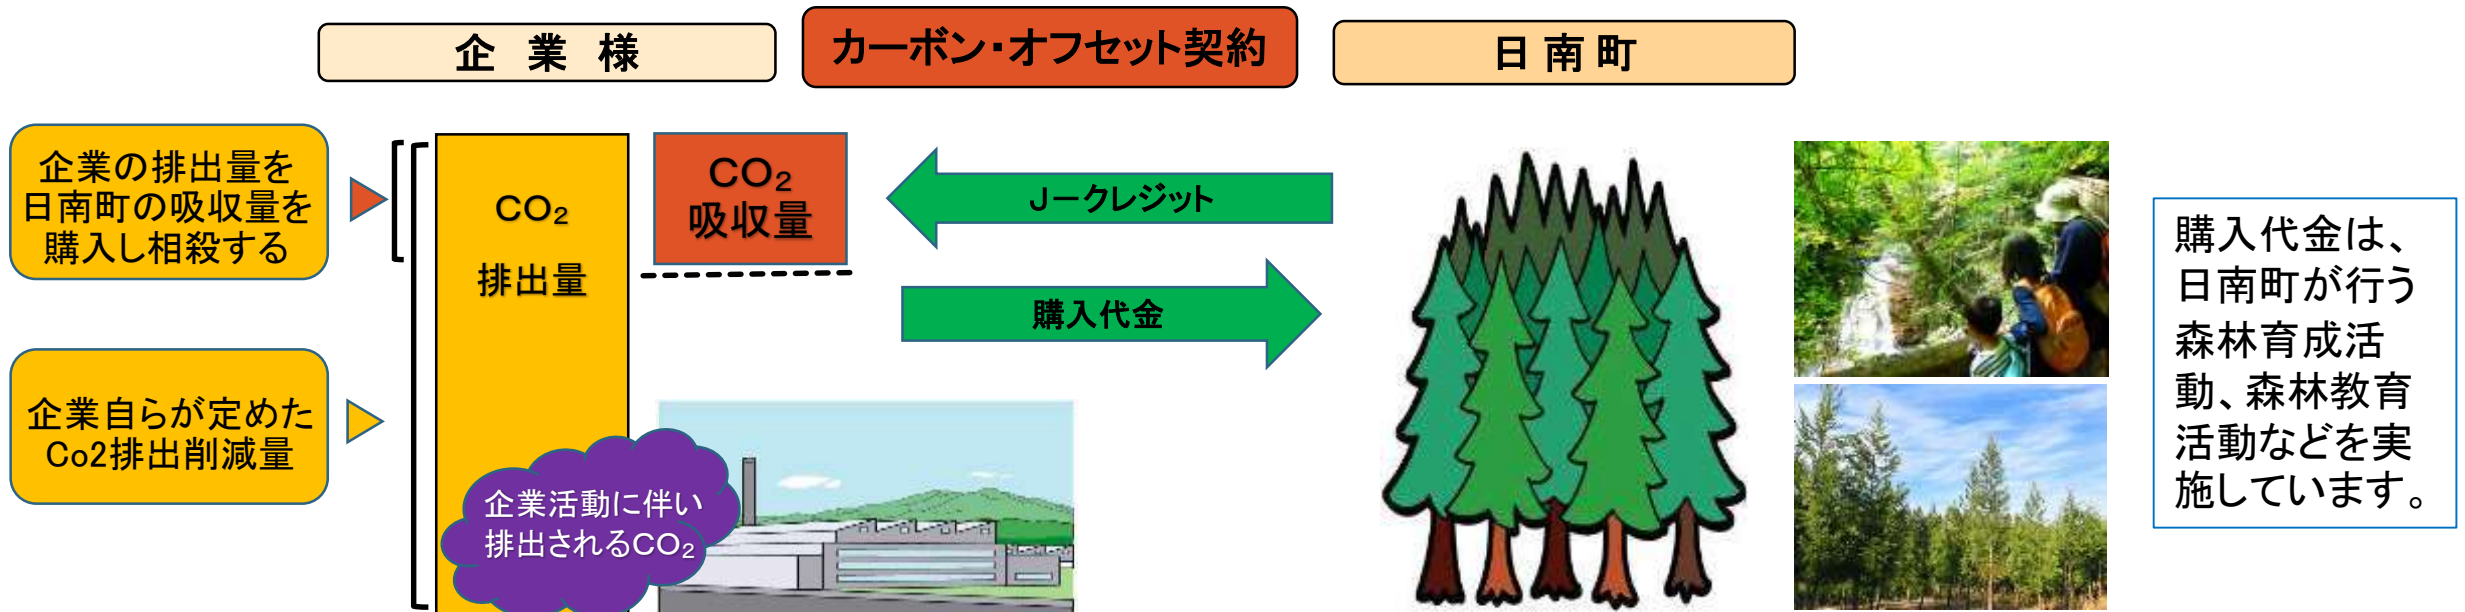 企 業 様
カーボン・オフセット契約
日 南 町
企業の排出量を
日南町の吸収量を
購入し相殺する
CO₂
排出量
CO₂
吸収量
Jークレジット
購入代金
企業自らが定めた
Co2排出削減量
企業活動に伴い
排出されるCO₂
購入代金は、
日南町が行う
森林育成活
動、森林教育
活動などを実
施しています。